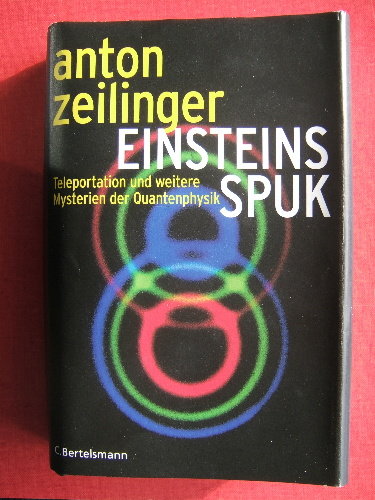 anton
zeilinger
EINSTEINS
SPUK
Teleportation und weitere
Mysterien der Quantenphysik
C. Bertelsmann